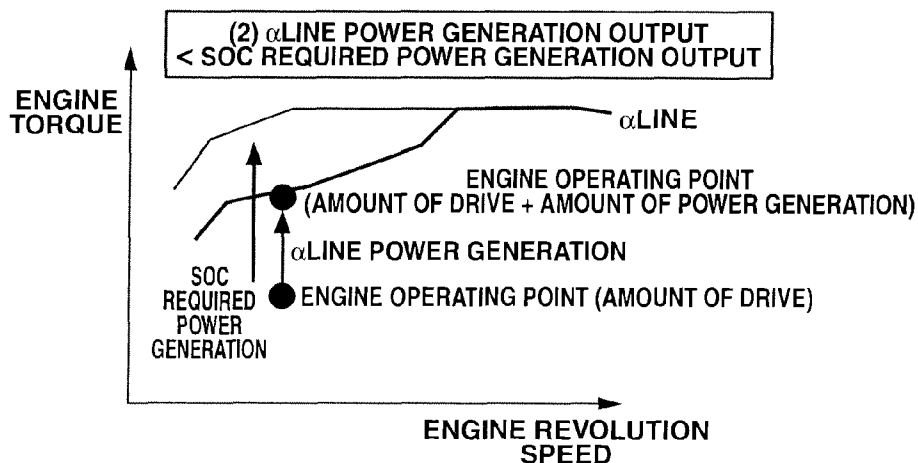 (2) αLINE POWER GENERATION OUTPUT
< SOC REQUIRED POWER GENERATION OUTPUT
ENGINE
TORQUE
αLINE
ENGINE OPERATING POINT
(AMOUNT OF DRIVE + AMOUNT OF POWER GENERATION)
αLINE POWER GENERATION
SOC
REQUIRED
POWER
GENERATION
ENGINE OPERATING POINT (AMOUNT OF DRIVE)
ENGINE REVOLUTION
SPEED